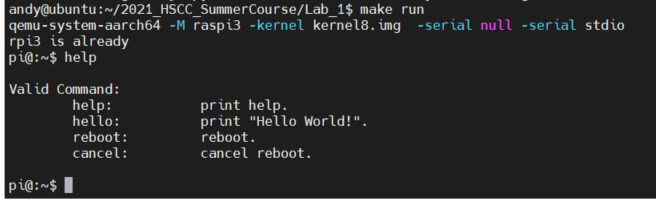 andy@ubuntu:~/2021_HSCC_SummerCourse/Lab_1$ make run
qemu-system-aarch64 -M raspi3 -kernel kernel8.img  -serial null -serial stdio
rpi3 is already
pi@:~$ help
Valid Command:
        help:           print help.
        hello:          print "Hello World!".
        reboot:         reboot.
        cancel:         cancel reboot.
pi@:~$